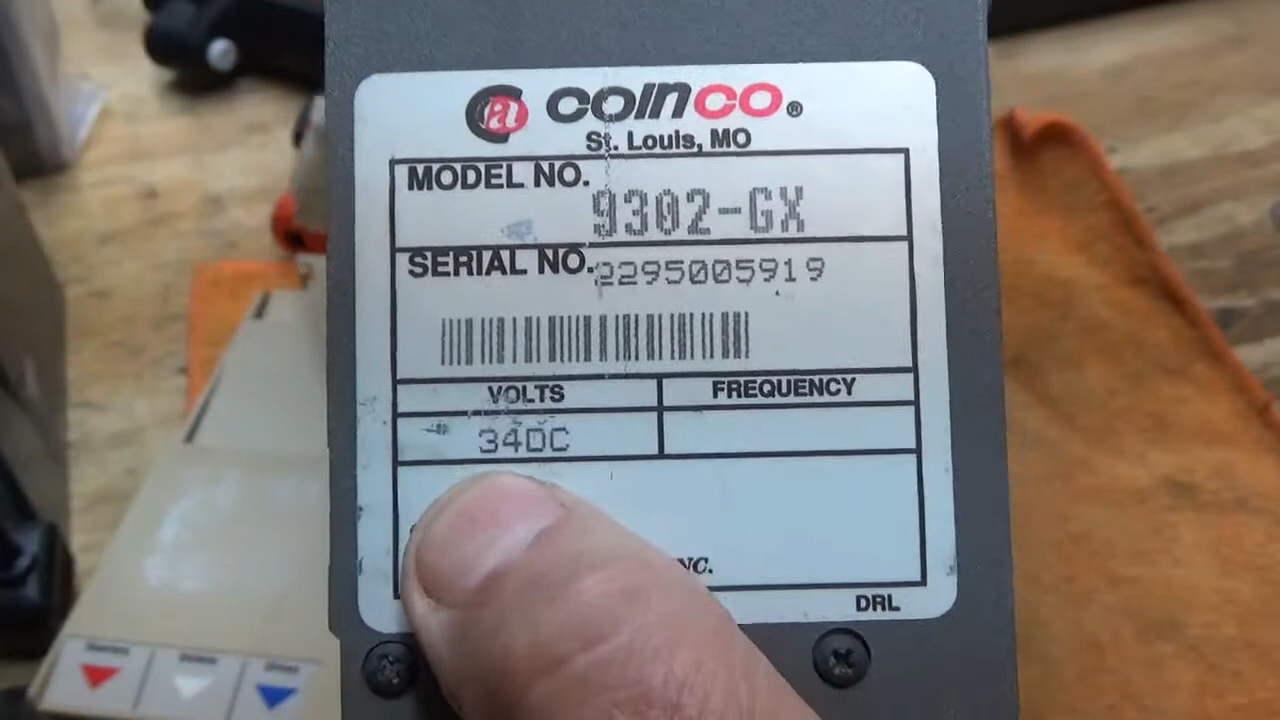 a coinco®
St. Louis, MO
MODEL NO.
9302-GX
SERIAL NO.
2295005919
VOLTS FREQUENCY
34DC
NC.
DRL